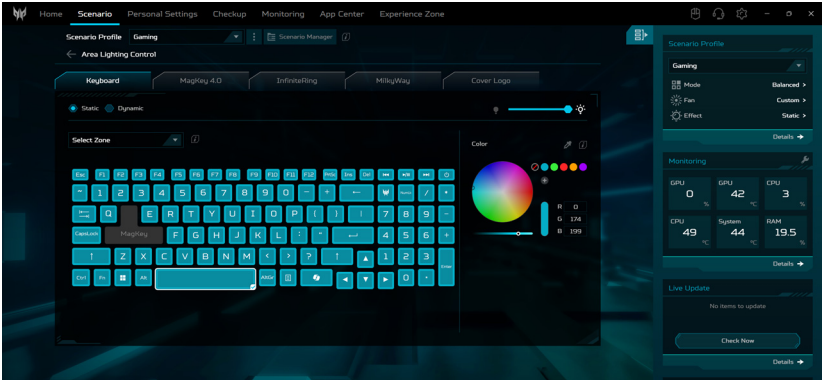 Home Scenario Personal Settings Checkup Monitoring App Center Experience Zone
Scenario Profile Gaming Scenario Manager
Area Lighting Control
Keyboard MagKey 4.0 InfiniteRing MilkyWay Cover Logo
Static Dynamic
Select Zone
Color
Esc F1 F2 F3 F4 F5 F6 F7 F8 F9 F10 F11 F12 PrtSc Ins Del
~ 1 2 3 4 5 6 7 8 9 0 - + NumLk / *
Q E R T Y U I O P ( ) | 7 8 9 -
CapsLock MagKey F G H J K L : " 4 5 6 +
Z X C V B N M < > ? 1 2 3
Ctrl Fn Alt AltGr 0 . Enter
R 0
G 174
B 199
Scenario Profile
Gaming
Mode Balanced >
Fan Custom >
Effect Static >
Details
Monitoring
GPU 0 %
GPU 42 °C
CPU 3 %
CPU 49 °C
System 44 °C
RAM 19.5 %
Details
Live Update
No items to update
Check Now
Details